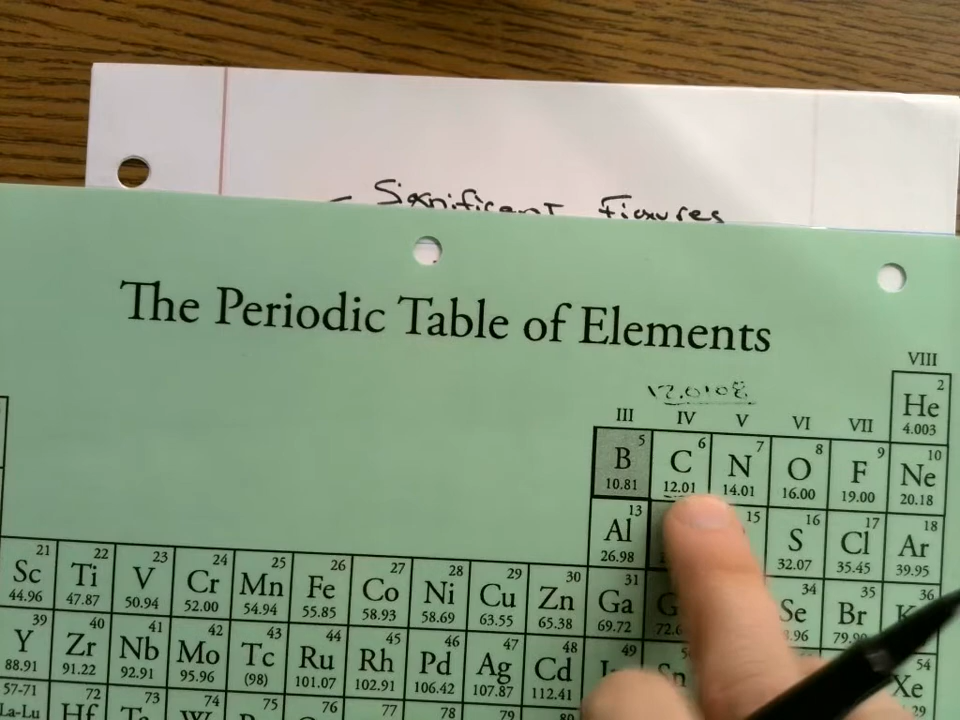 - Significant Figures
The Periodic Table of Elements
VIII
12.0108
2
III IV V VI VII He
4.003
5 6 7 8 9 10
B C N O F Ne
10.81 12.01 14.01 16.00 19.00 20.18
13 15 16 17 18
Al S Cl Ar
26.98 32.07 35.45 39.95
21 22 23 24 25 26 27 28 29 30 31 34 35 36
Sc Ti V Cr Mn Fe Co Ni Cu Zn Ga Se Br
44.96 47.87 50.94 52.00 54.94 55.85 58.93 58.69 63.55 65.38 69.72
39 40 41 42 43 44 45 46 47 48 49 54
Y Zr Nb Mo Tc Ru Rh Pd Ag Cd Sn Xe
88.91 91.22 92.91 95.96 (98) 101.07 102.91 106.42 107.87 112.41
57-71 72 73 74 75 77 78 79 80
La-Lu Hf